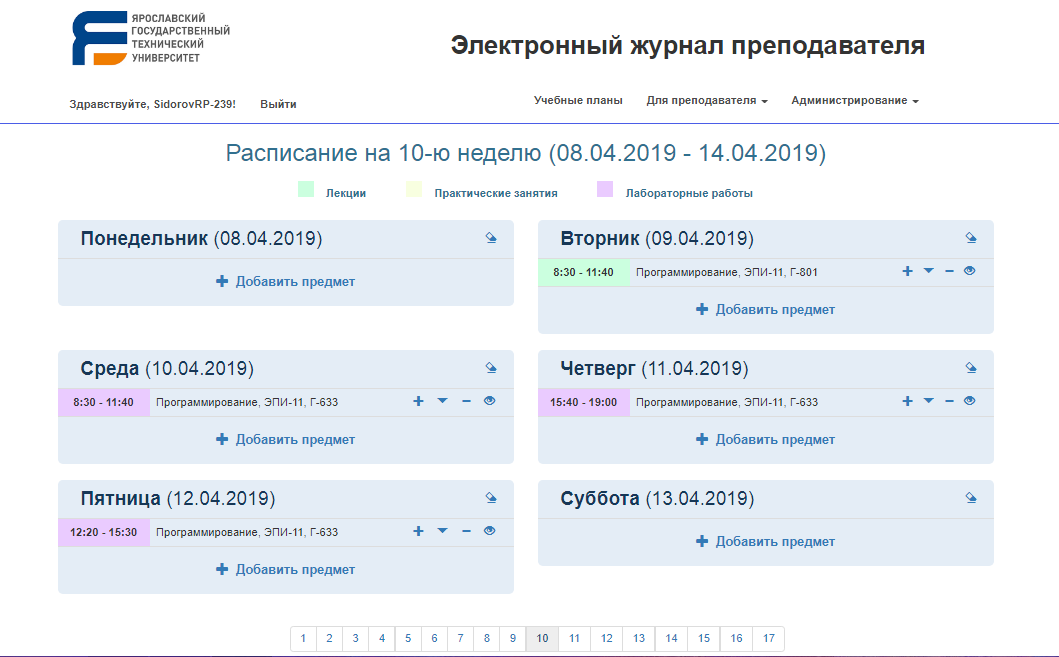 ЯРОСЛАВСКИЙ
ГОСУДАРСТВЕННЫЙ
ТЕХНИЧЕСКИЙ
УНИВЕРСИТЕТ
Электронный журнал преподавателя
Здравствуйте, SidorovRP-239! Выйти
Учебные планы Для преподавателя Администрирование
Расписание на 10-ю неделю (08.04.2019 - 14.04.2019)
Лекции Практические занятия Лабораторные работы
Понедельник (08.04.2019)
Добавить предмет
Вторник (09.04.2019)
8:30 - 11:40 Программирование, ЭПИ-11, Г-801
Добавить предмет
Среда (10.04.2019)
8:30 - 11:40 Программирование, ЭПИ-11, Г-633
Добавить предмет
Четверг (11.04.2019)
15:40 - 19:00 Программирование, ЭПИ-11, Г-633
Добавить предмет
Пятница (12.04.2019)
12:20 - 15:30 Программирование, ЭПИ-11, Г-633
Добавить предмет
Суббота (13.04.2019)
Добавить предмет
1 2 3 4 5 6 7 8 9 10 11 12 13 14 15 16 17